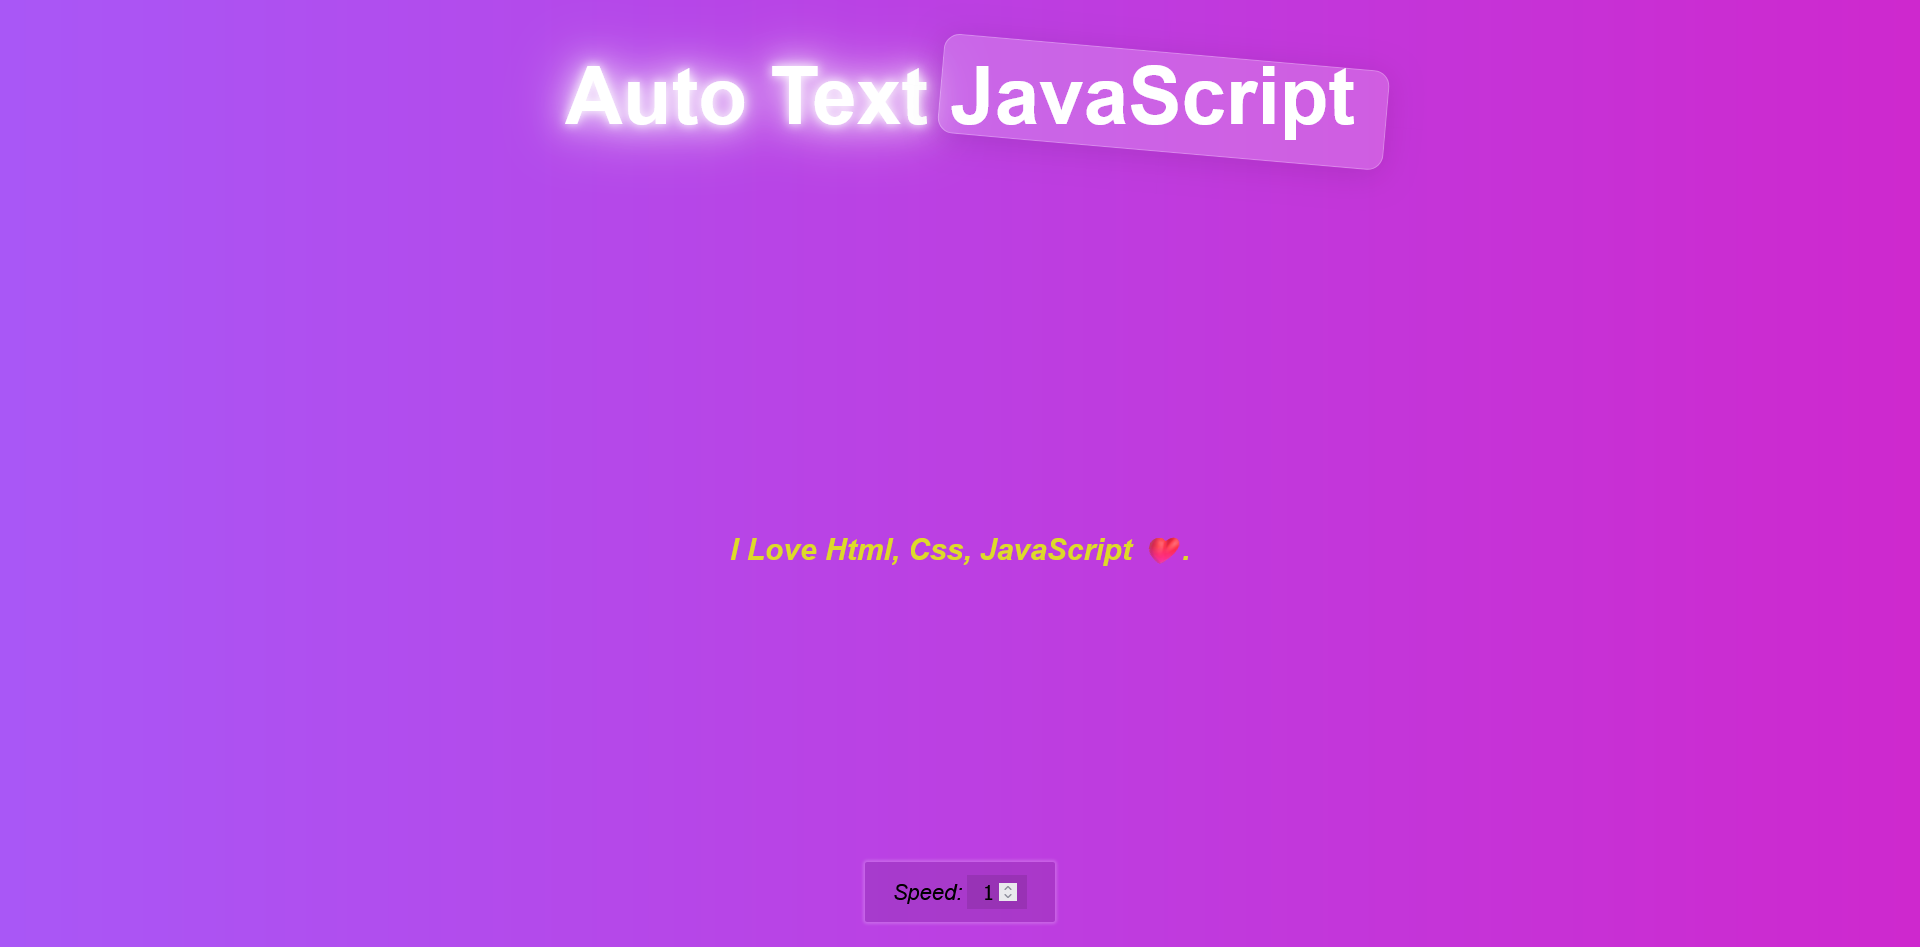 Auto Text JavaScript
I Love Html, Css, JavaScript ❤️.
Speed: 1